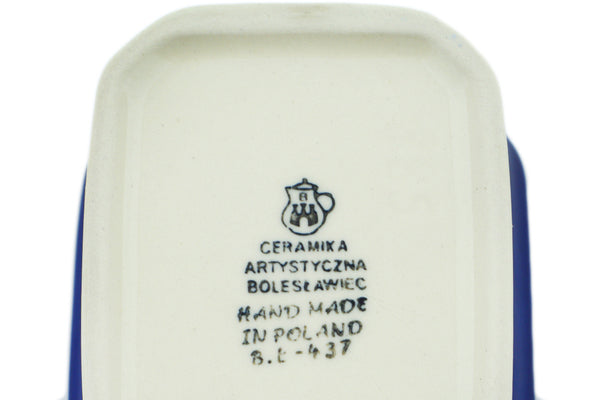 B
CERAMIKA
ARTYSTYCZNA
BOLESŁAWIEC
HAND MADE
IN POLAND
B.L-437